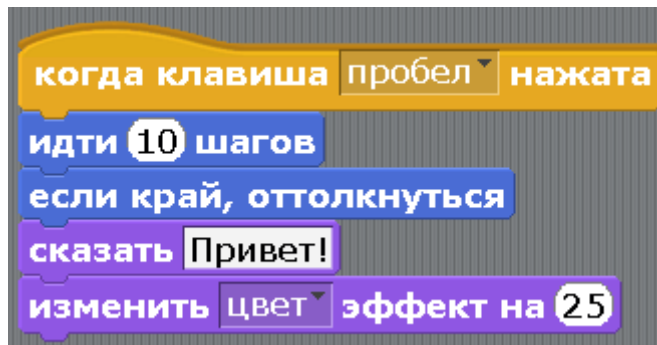 когда клавиша пробел нажата
идти 10 шагов
если край, оттолкнуться
сказать Привет!
изменить цвет эффект на 25